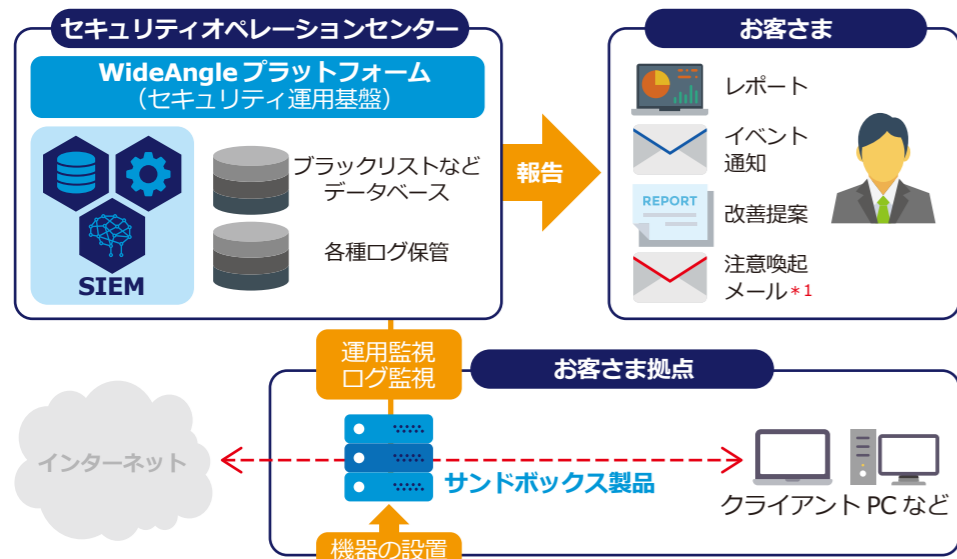 セキュリティオペレーションセンター
WideAngle プラットフォーム
（セキュリティ運用基盤）
SIEM
ブラックリストなど
データベース
各種ログ保管
報告
お客さま
レポート
イベント
通知
REPORT
改善提案
注意喚起
メール＊1
運用監視
ログ監視
お客さま拠点
インターネット
サンドボックス製品
クライアント PC など
機器の設置